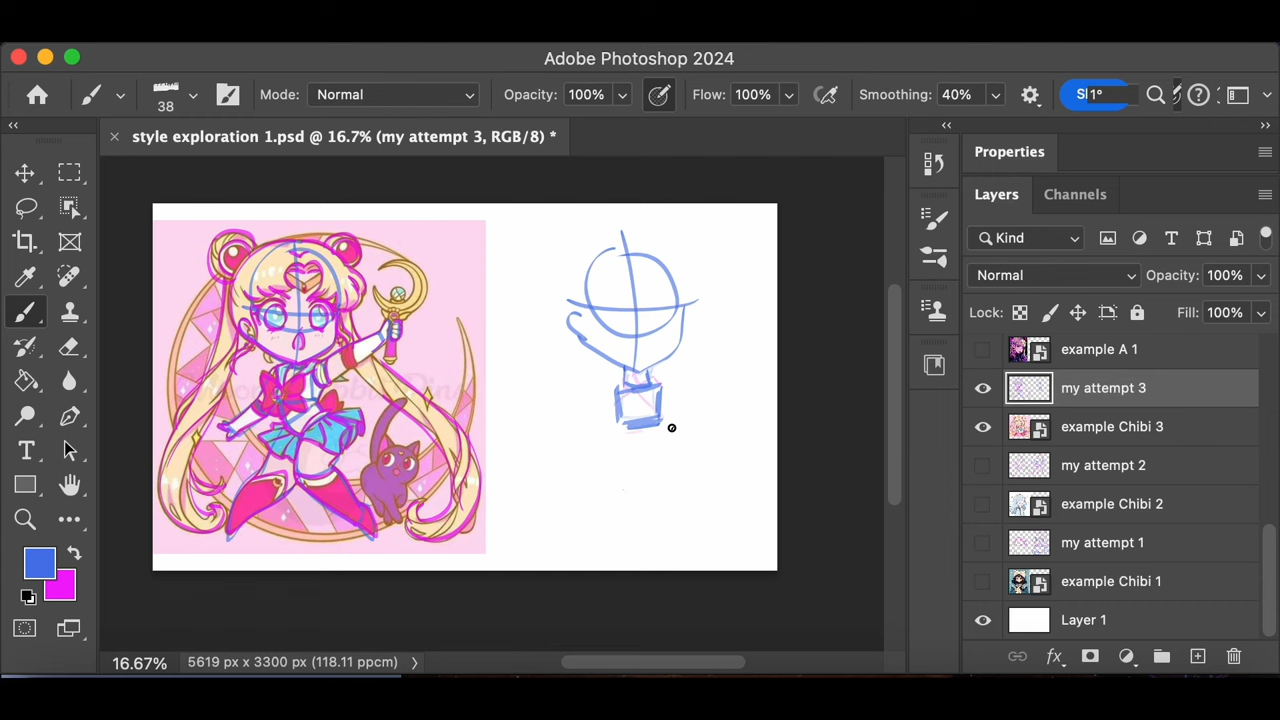 Adobe Photoshop 2024
38
Mode: Normal
Opacity: 100%
Flow: 100%
Smoothing: 40%
1°
style exploration 1.psd @ 16.7% (my attempt 3, RGB/8) *
Properties
Layers
Channels
Kind
Normal
Opacity: 100%
Lock:
Fill: 100%
example A 1
my attempt 3
example Chibi 3
my attempt 2
example Chibi 2
my attempt 1
example Chibi 1
Layer 1
16.67%
5619 px x 3300 px (118.11 ppcm)